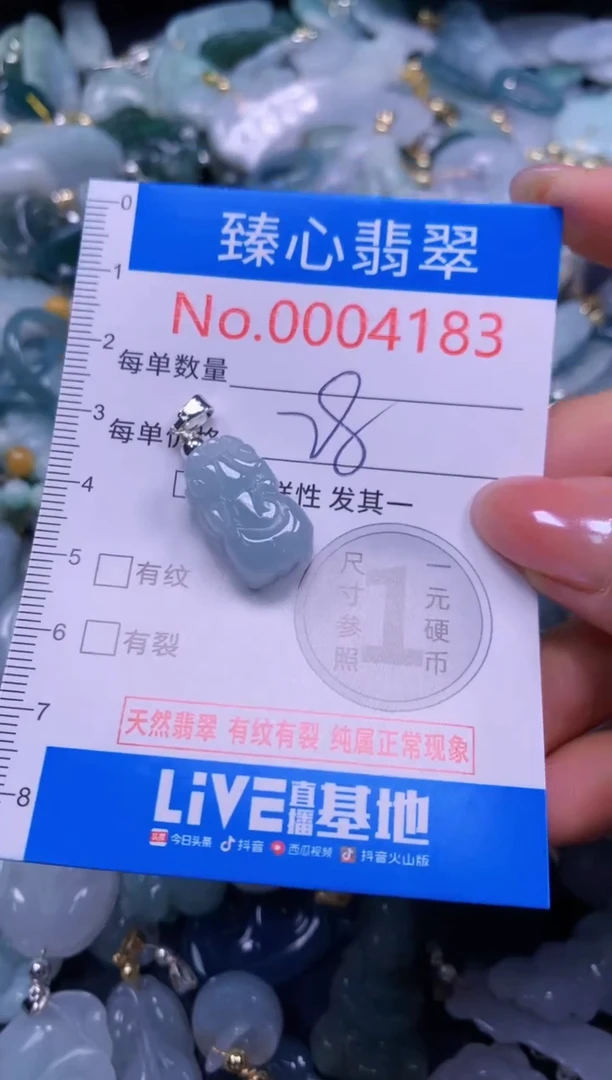 臻心翡翠
No.0004183
每单数量
每单价格
样性 发其一
有纹
有裂
尺寸参照
1
一元硬币
天然翡翠 有纹有裂 纯属正常现象
LiVE直播基地
今日头条 抖音 西瓜视频 抖音火山版
0
1
2
3
4
5
6
7
8